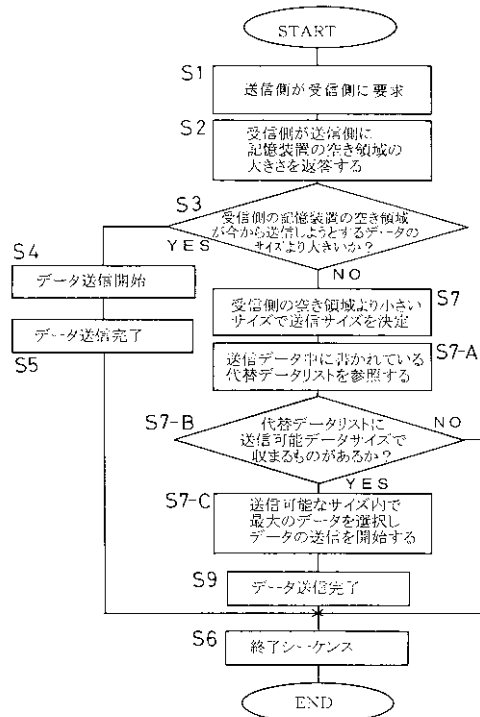 START
S1
送信側が受信側に要求
S2
受信側が送信側に
記憶装置の空き領域の
大きさを返答する
S3
受信側の記憶装置の空き領域
が今から送信しようとするデータの
サイズより大きいか？
YES
NO
S4
データ送信開始
データ送信完了
S5
S7
受信側の空き領域より小さい
サイズで送信サイズを決定
S7-A
送信データ中に書かれている
代替データリストを参照する
S7-B
代替データリストに
送信可能データサイズで
収まるものがあるか？
NO
YES
S7-C
送信可能なサイズ内で
最大のデータを選択し
データの送信を開始する
S9
データ送信完了
S6
終了シーケンス
END